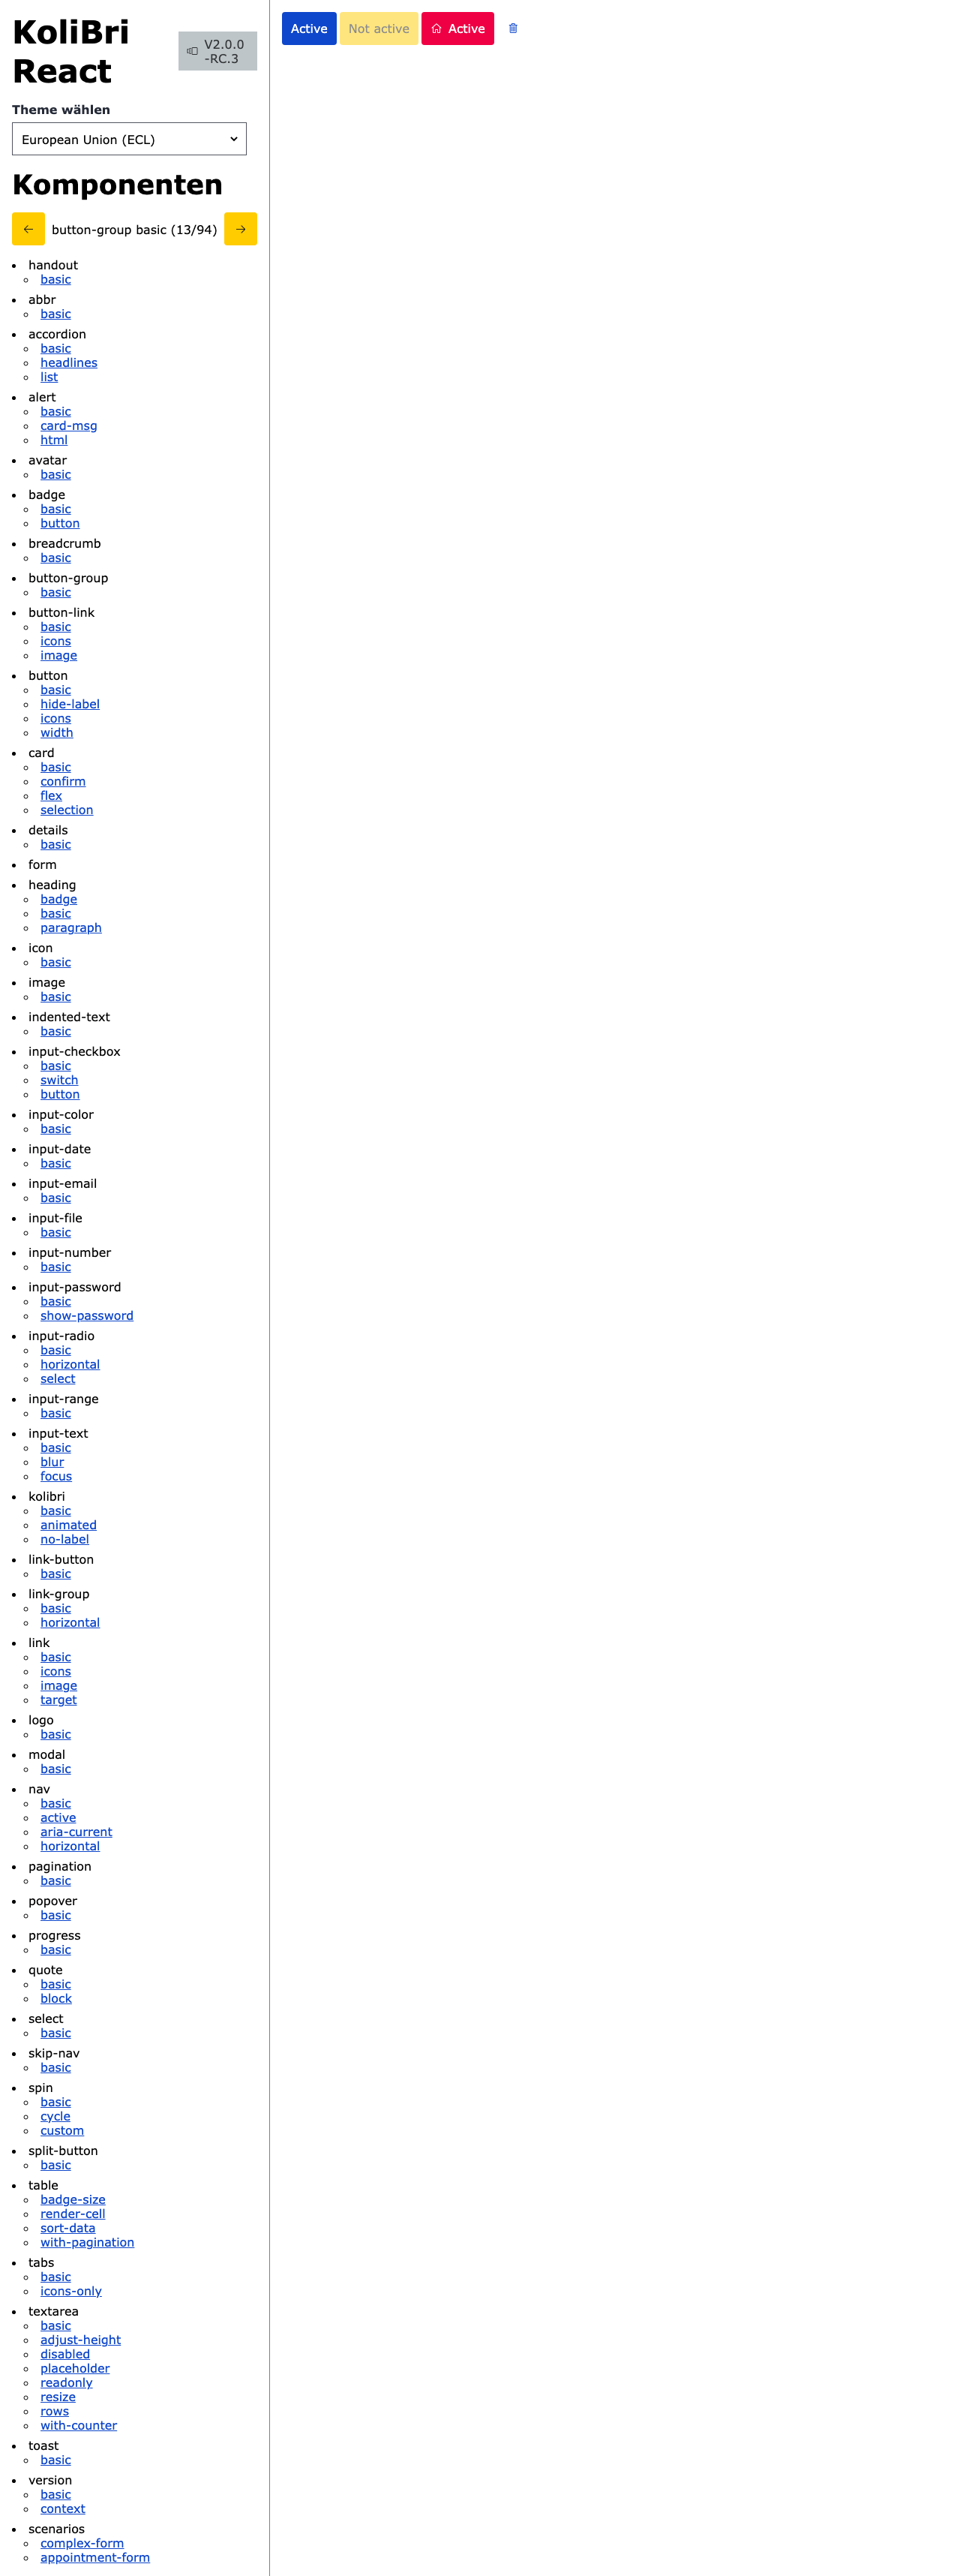 KoliBri
React
V2.0.0
-RC.3
Theme wählen
European Union (ECL)
Komponenten
button-group basic (13/94)
handout
basic
abbr
basic
accordion
basic
headlines
list
alert
basic
card-msg
html
avatar
basic
badge
basic
button
breadcrumb
basic
button-group
basic
button-link
basic
icons
image
button
basic
hide-label
icons
width
card
basic
confirm
flex
selection
details
basic
form
heading
badge
basic
paragraph
icon
basic
image
basic
indented-text
basic
input-checkbox
basic
switch
button
input-color
basic
input-date
basic
input-email
basic
input-file
basic
input-number
basic
input-password
basic
show-password
input-radio
basic
horizontal
select
input-range
basic
input-text
basic
blur
focus
kolibri
basic
animated
no-label
link-button
basic
link-group
basic
horizontal
link
basic
icons
image
target
logo
basic
modal
basic
nav
basic
active
aria-current
horizontal
pagination
basic
popover
basic
progress
basic
quote
basic
block
select
basic
skip-nav
basic
spin
basic
cycle
custom
split-button
basic
table
badge-size
render-cell
sort-data
with-pagination
tabs
basic
icons-only
textarea
basic
adjust-height
disabled
placeholder
readonly
resize
rows
with-counter
toast
basic
version
basic
context
scenarios
complex-form
appointment-form
Active Not active Active